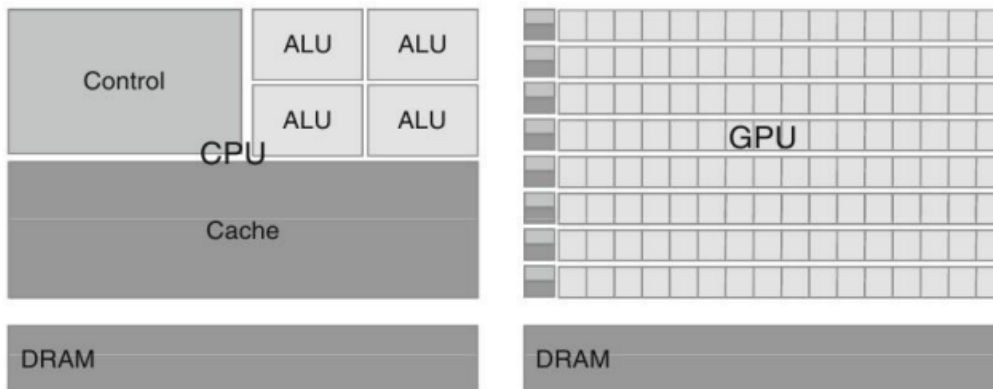 ALU ALU
Control
ALU ALU
CPU
Cache
DRAM
GPU
DRAM